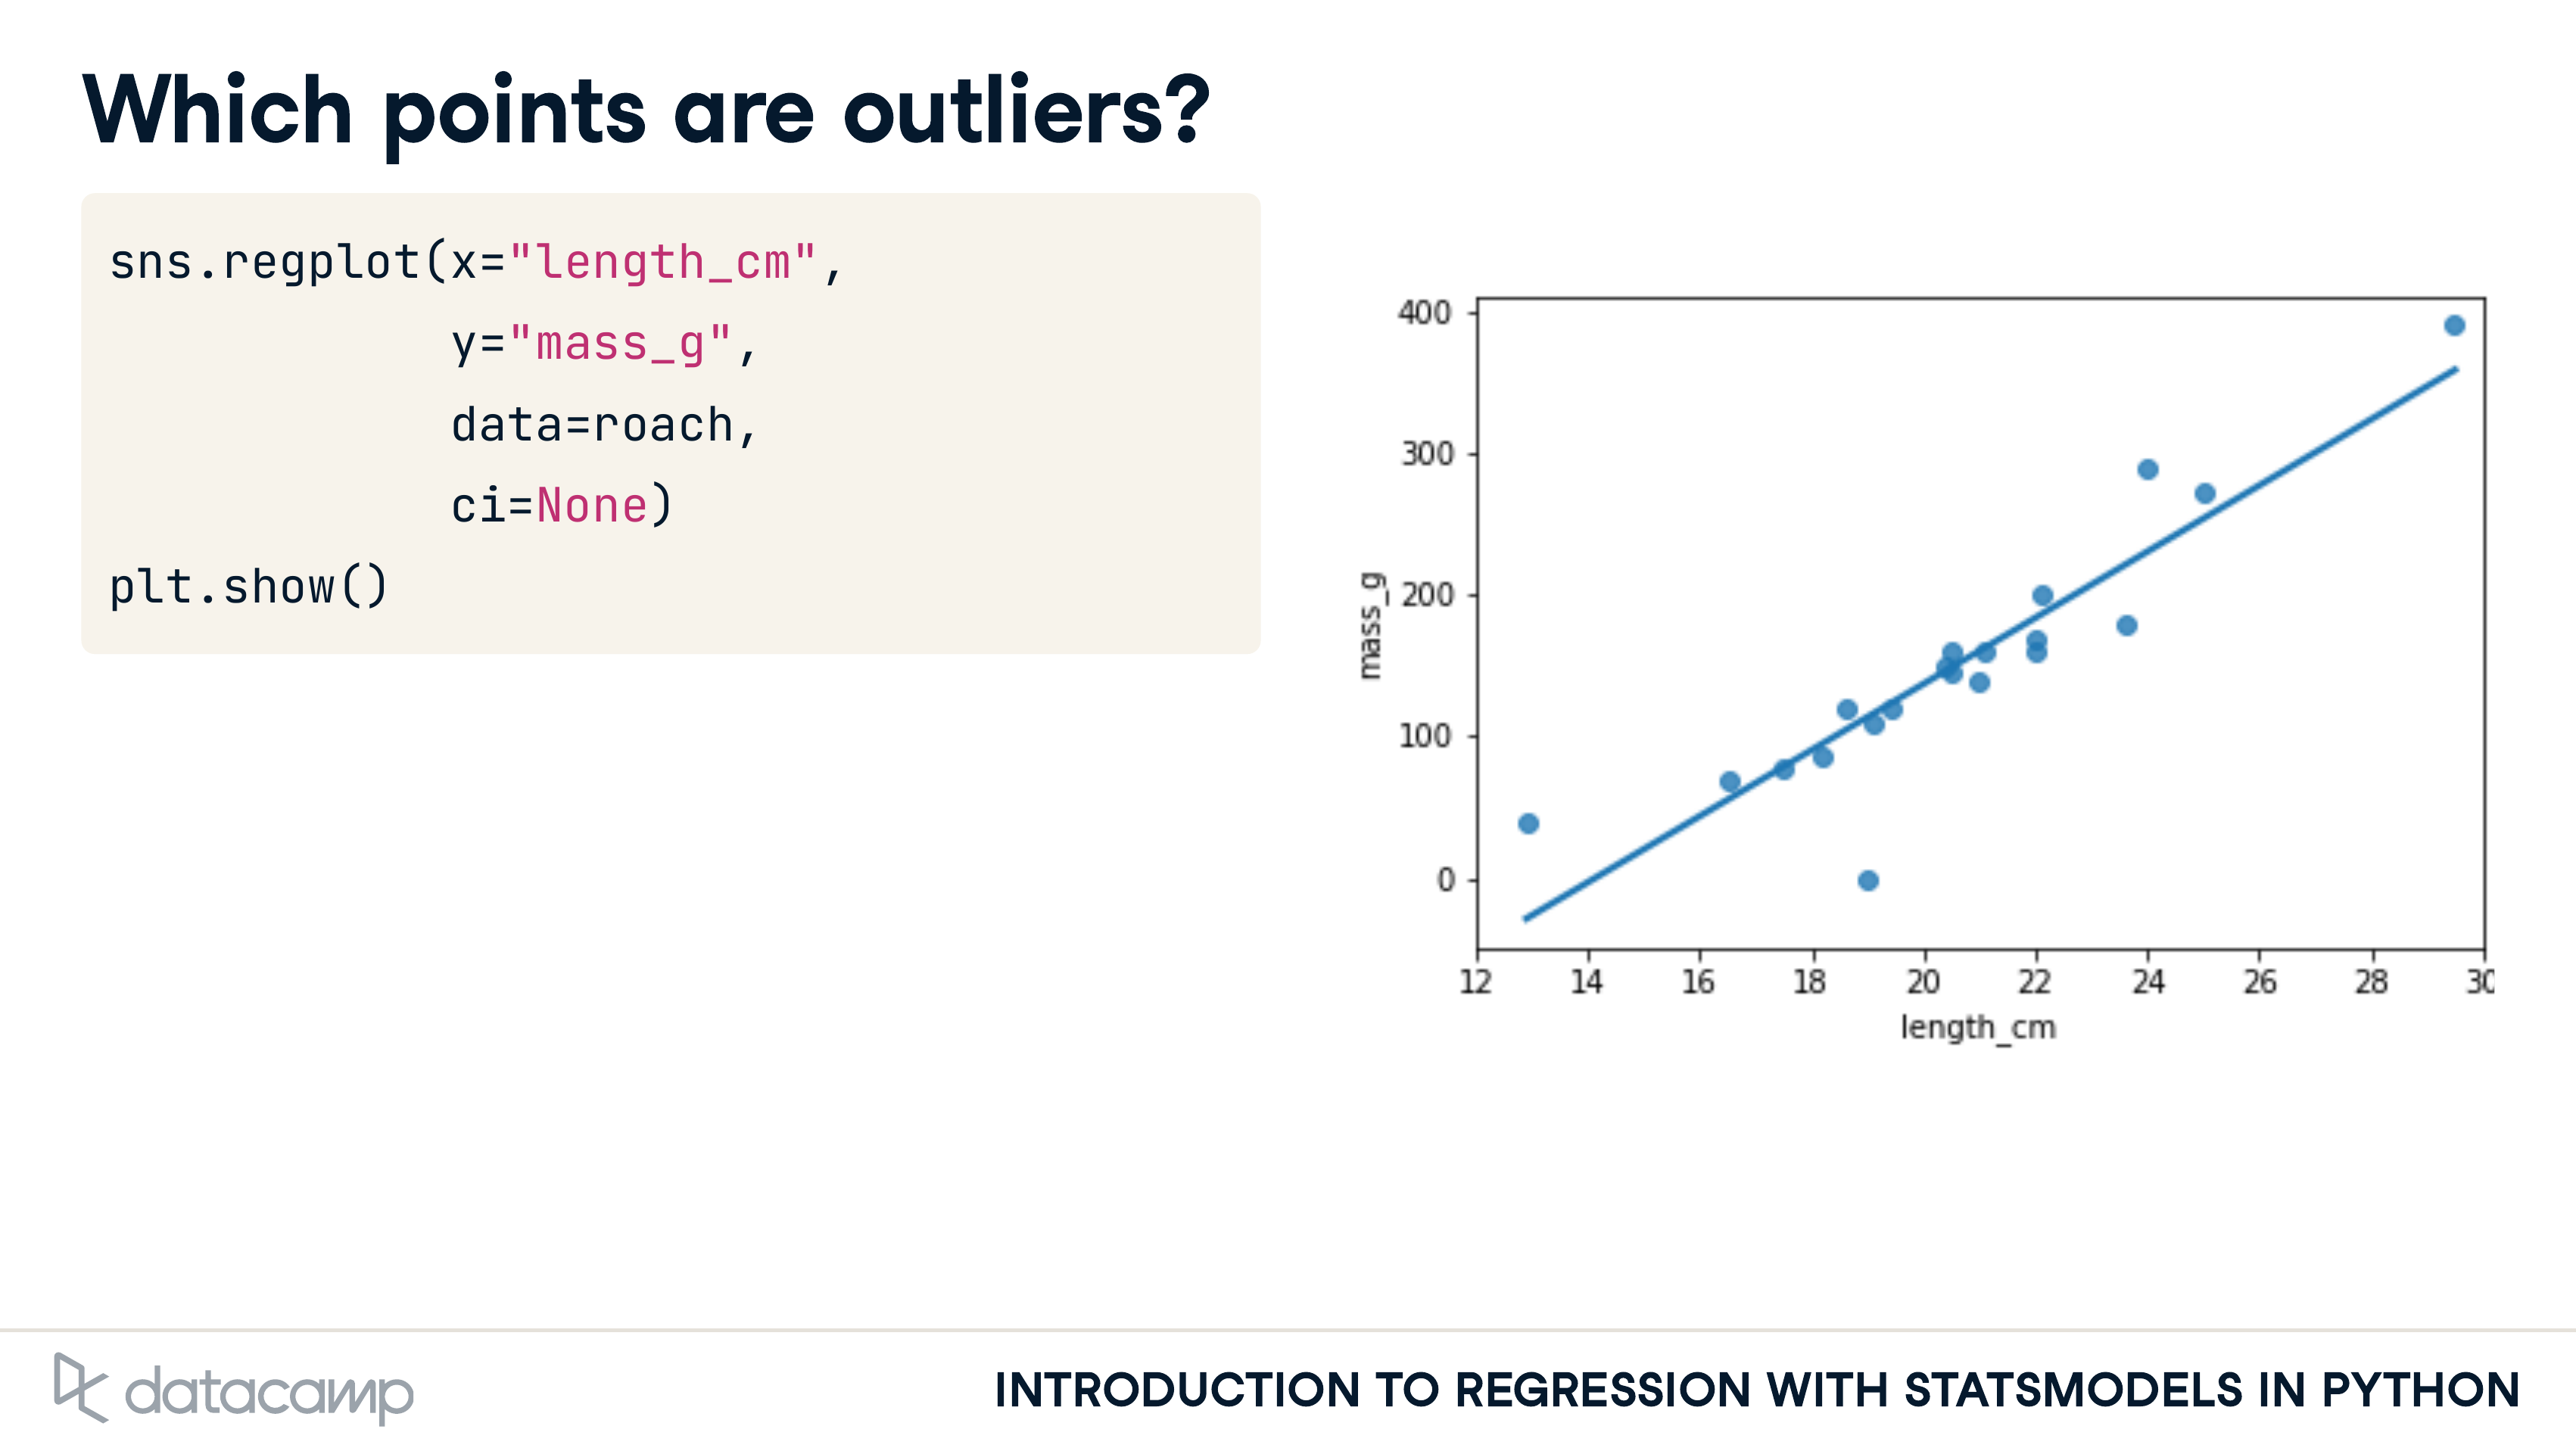 Which points are outliers?
sns.regplot(x="length_cm",
y="mass_g",
data=roach,
ci=None)
plt.show()
400
300
200
100
0
mass_g
12 14 16 18 20 22 24 26 28 30
length_cm
datacamp
INTRODUCTION TO REGRESSION WITH STATSMODELS IN PYTHON